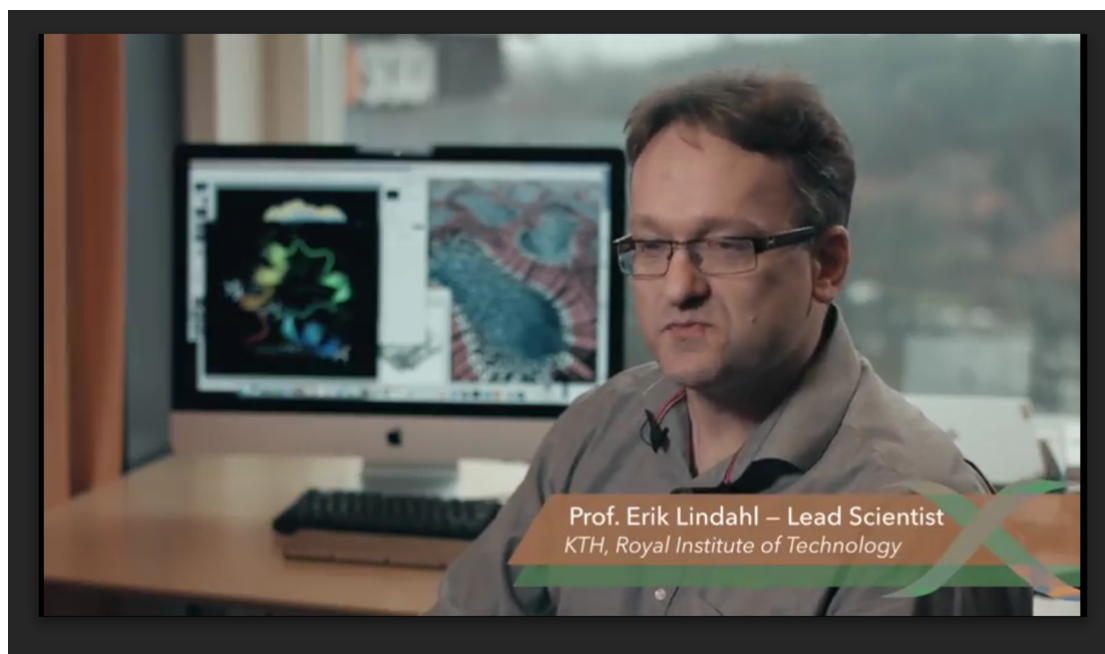 Prof. Erik Lindahl – Lead Scientist
KTH, Royal Institute of Technology